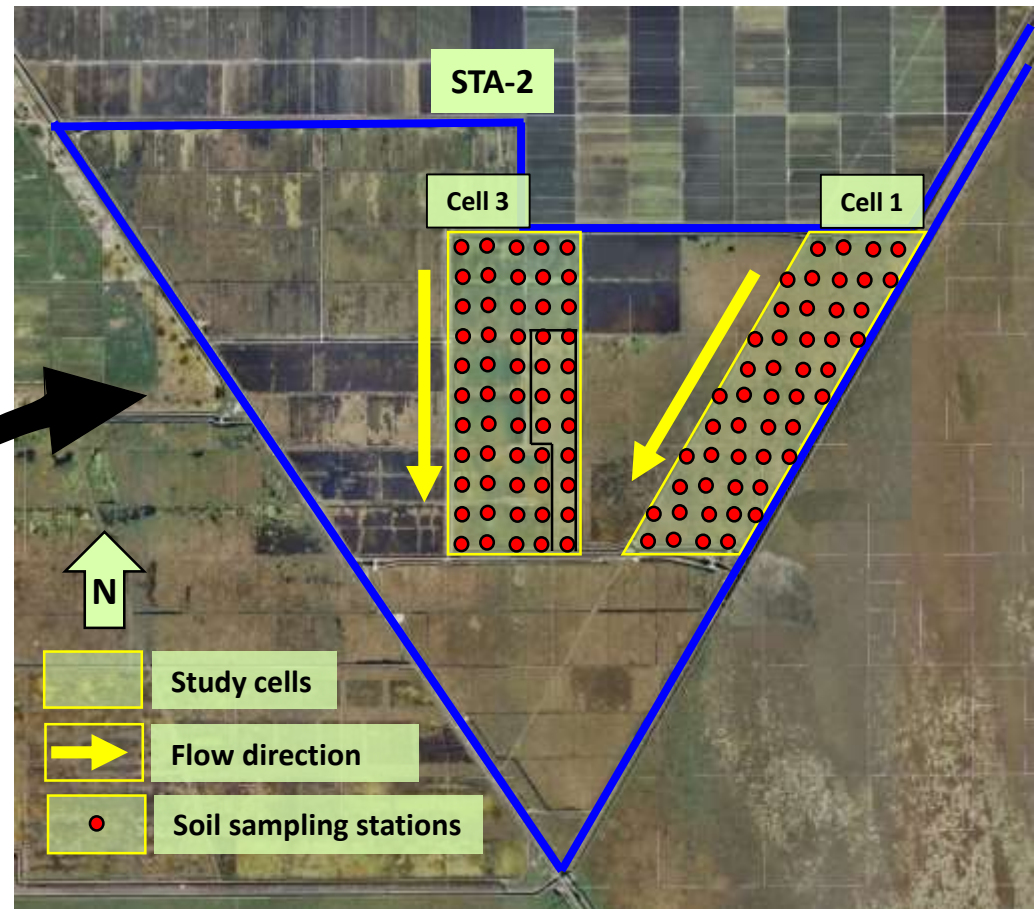 STA-2
Cell 3
Cell 1
N
Study cells
Flow direction
Soil sampling stations